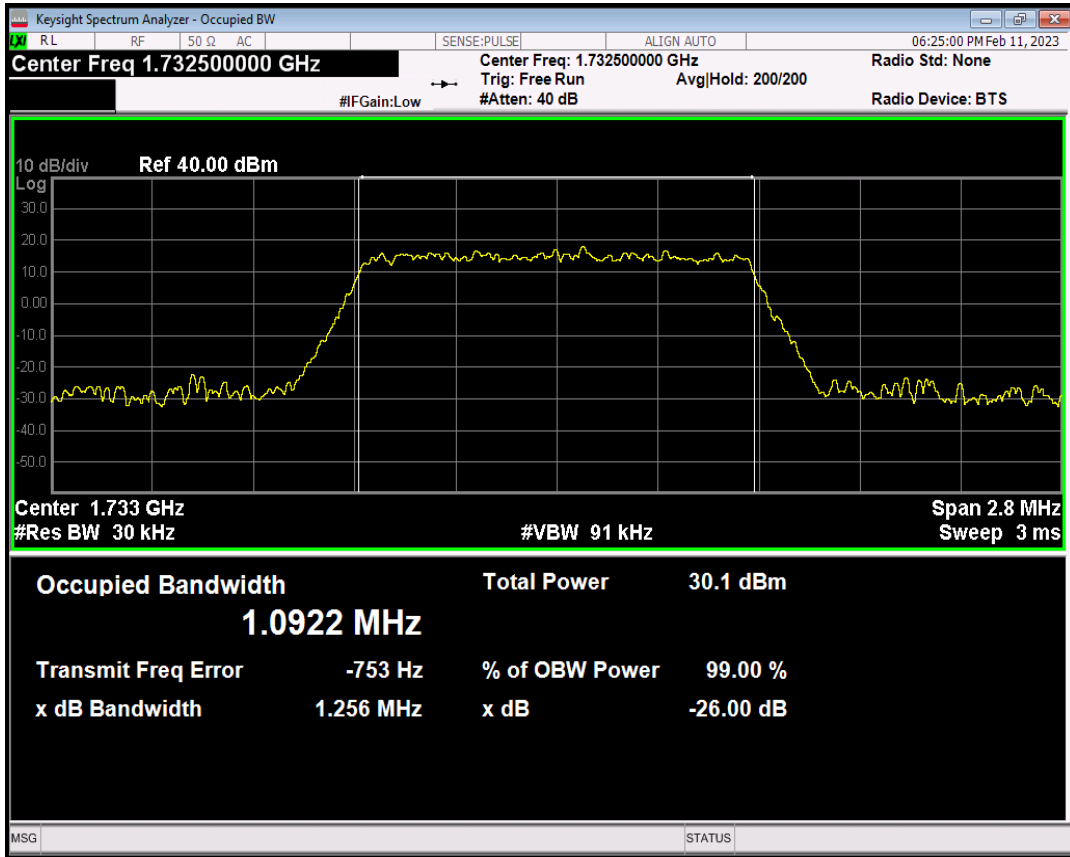 Keysight Spectrum Analyzer - Occupied BW
LXI RL RF 50 Ω AC SENSE:PULSE ALIGN AUTO 06:25:00 PM Feb 11, 2023
Center Freq 1.732500000 GHz Center Freq: 1.732500000 GHz Radio Std: None
Trig: Free Run Avg|Hold: 200/200
#IFGain:Low #Atten: 40 dB Radio Device: BTS
10 dB/div Ref 40.00 dBm
Log
30.0
20.0
10.0
0.00
-10.0
-20.0
-30.0
-40.0
-50.0
Center 1.733 GHz Span 2.8 MHz
#Res BW 30 kHz #VBW 91 kHz Sweep 3 ms
Occupied Bandwidth Total Power 30.1 dBm
1.0922 MHz
Transmit Freq Error -753 Hz % of OBW Power 99.00 %
x dB Bandwidth 1.256 MHz x dB -26.00 dB
MSG STATUS